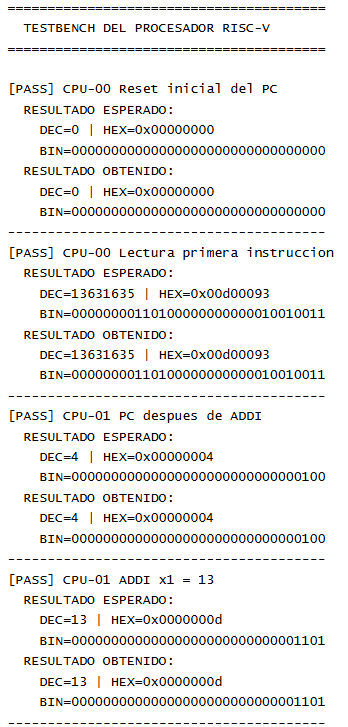 ========================================
TESTBENCH DEL PROCESADOR RISC-V
========================================
[PASS] CPU-00 Reset inicial del PC
RESULTADO ESPERADO:
DEC=0 | HEX=0x00000000
BIN=00000000000000000000000000000000
RESULTADO OBTENIDO:
DEC=0 | HEX=0x00000000
BIN=00000000000000000000000000000000
----------------------------------------
[PASS] CPU-00 Lectura primera instruccion
RESULTADO ESPERADO:
DEC=13631635 | HEX=0x00d00093
BIN=00000000110100000000000010010011
RESULTADO OBTENIDO:
DEC=13631635 | HEX=0x00d00093
BIN=00000000110100000000000010010011
----------------------------------------
[PASS] CPU-01 PC despues de ADDI
RESULTADO ESPERADO:
DEC=4 | HEX=0x00000004
BIN=00000000000000000000000000000100
RESULTADO OBTENIDO:
DEC=4 | HEX=0x00000004
BIN=00000000000000000000000000000100
----------------------------------------
[PASS] CPU-01 ADDI x1 = 13
RESULTADO ESPERADO:
DEC=13 | HEX=0x0000000d
BIN=00000000000000000000000000001101
RESULTADO OBTENIDO:
DEC=13 | HEX=0x0000000d
BIN=00000000000000000000000000001101
----------------------------------------